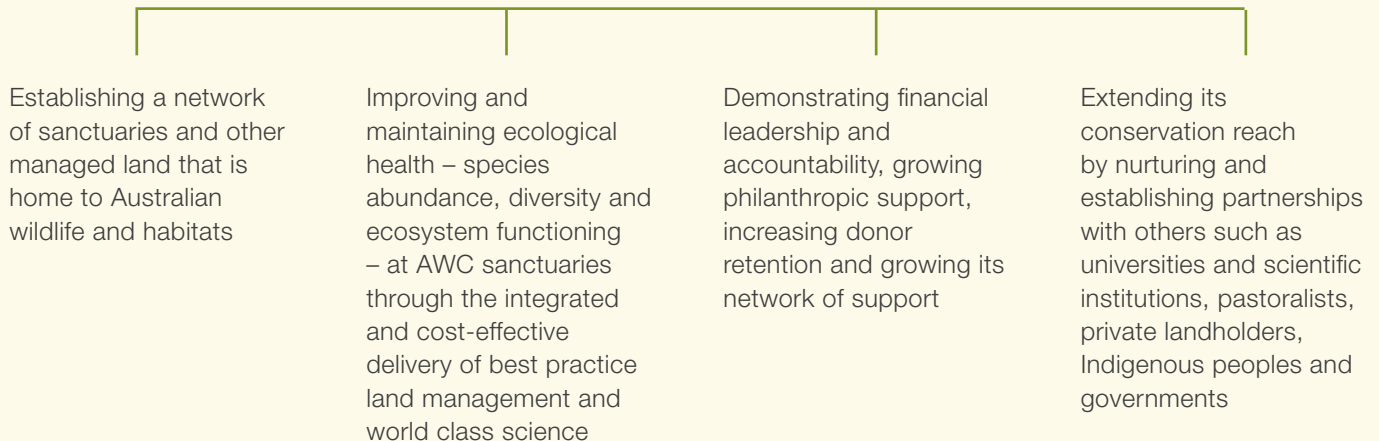 Establishing a network
of sanctuaries and other
managed land that is
home to Australian
wildlife and habitats
Improving and
maintaining ecological
health – species
abundance, diversity and
ecosystem functioning
– at AWC sanctuaries
through the integrated
and cost-effective
delivery of best practice
land management and
world class science
Demonstrating financial
leadership and
accountability, growing
philanthropic support,
increasing donor
retention and growing its
network of support
Extending its
conservation reach
by nurturing and
establishing partnerships
with others such as
universities and scientific
institutions, pastoralists,
private landholders,
Indigenous peoples and
governments